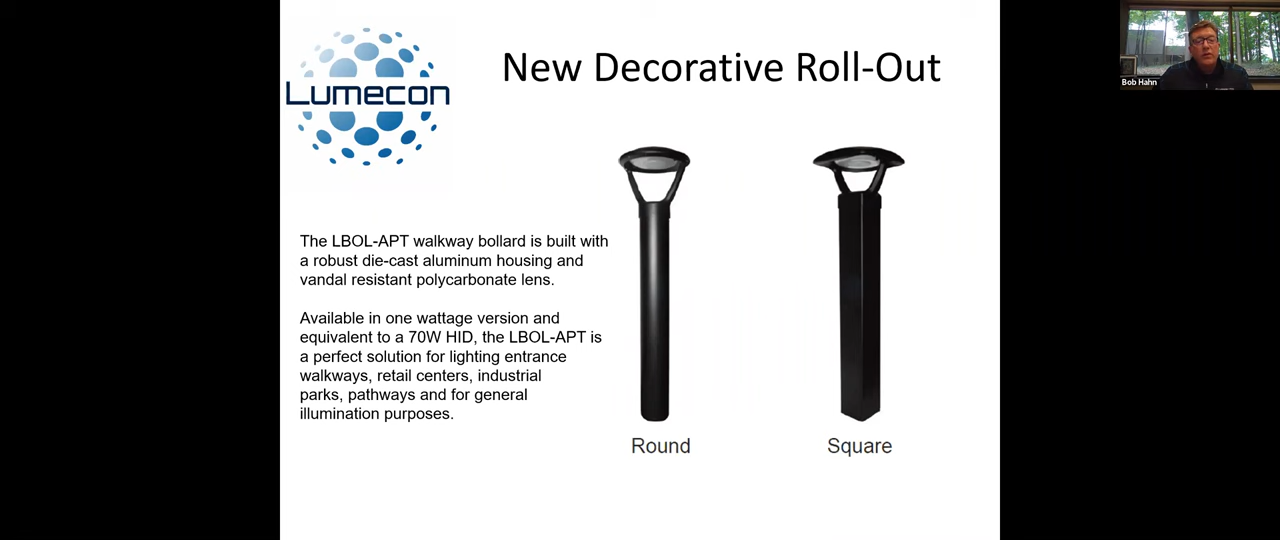 New Decorative Roll-Out
Lumecon
Bob Hahn
The LBOL-APT walkway bollard is built with
a robust die-cast aluminum housing and
vandal resistant polycarbonate lens.
Available in one wattage version and
equivalent to a 70W HID, the LBOL-APT is
a perfect solution for lighting entrance
walkways, retail centers, industrial
parks, pathways and for general
illumination purposes.
Round
Square